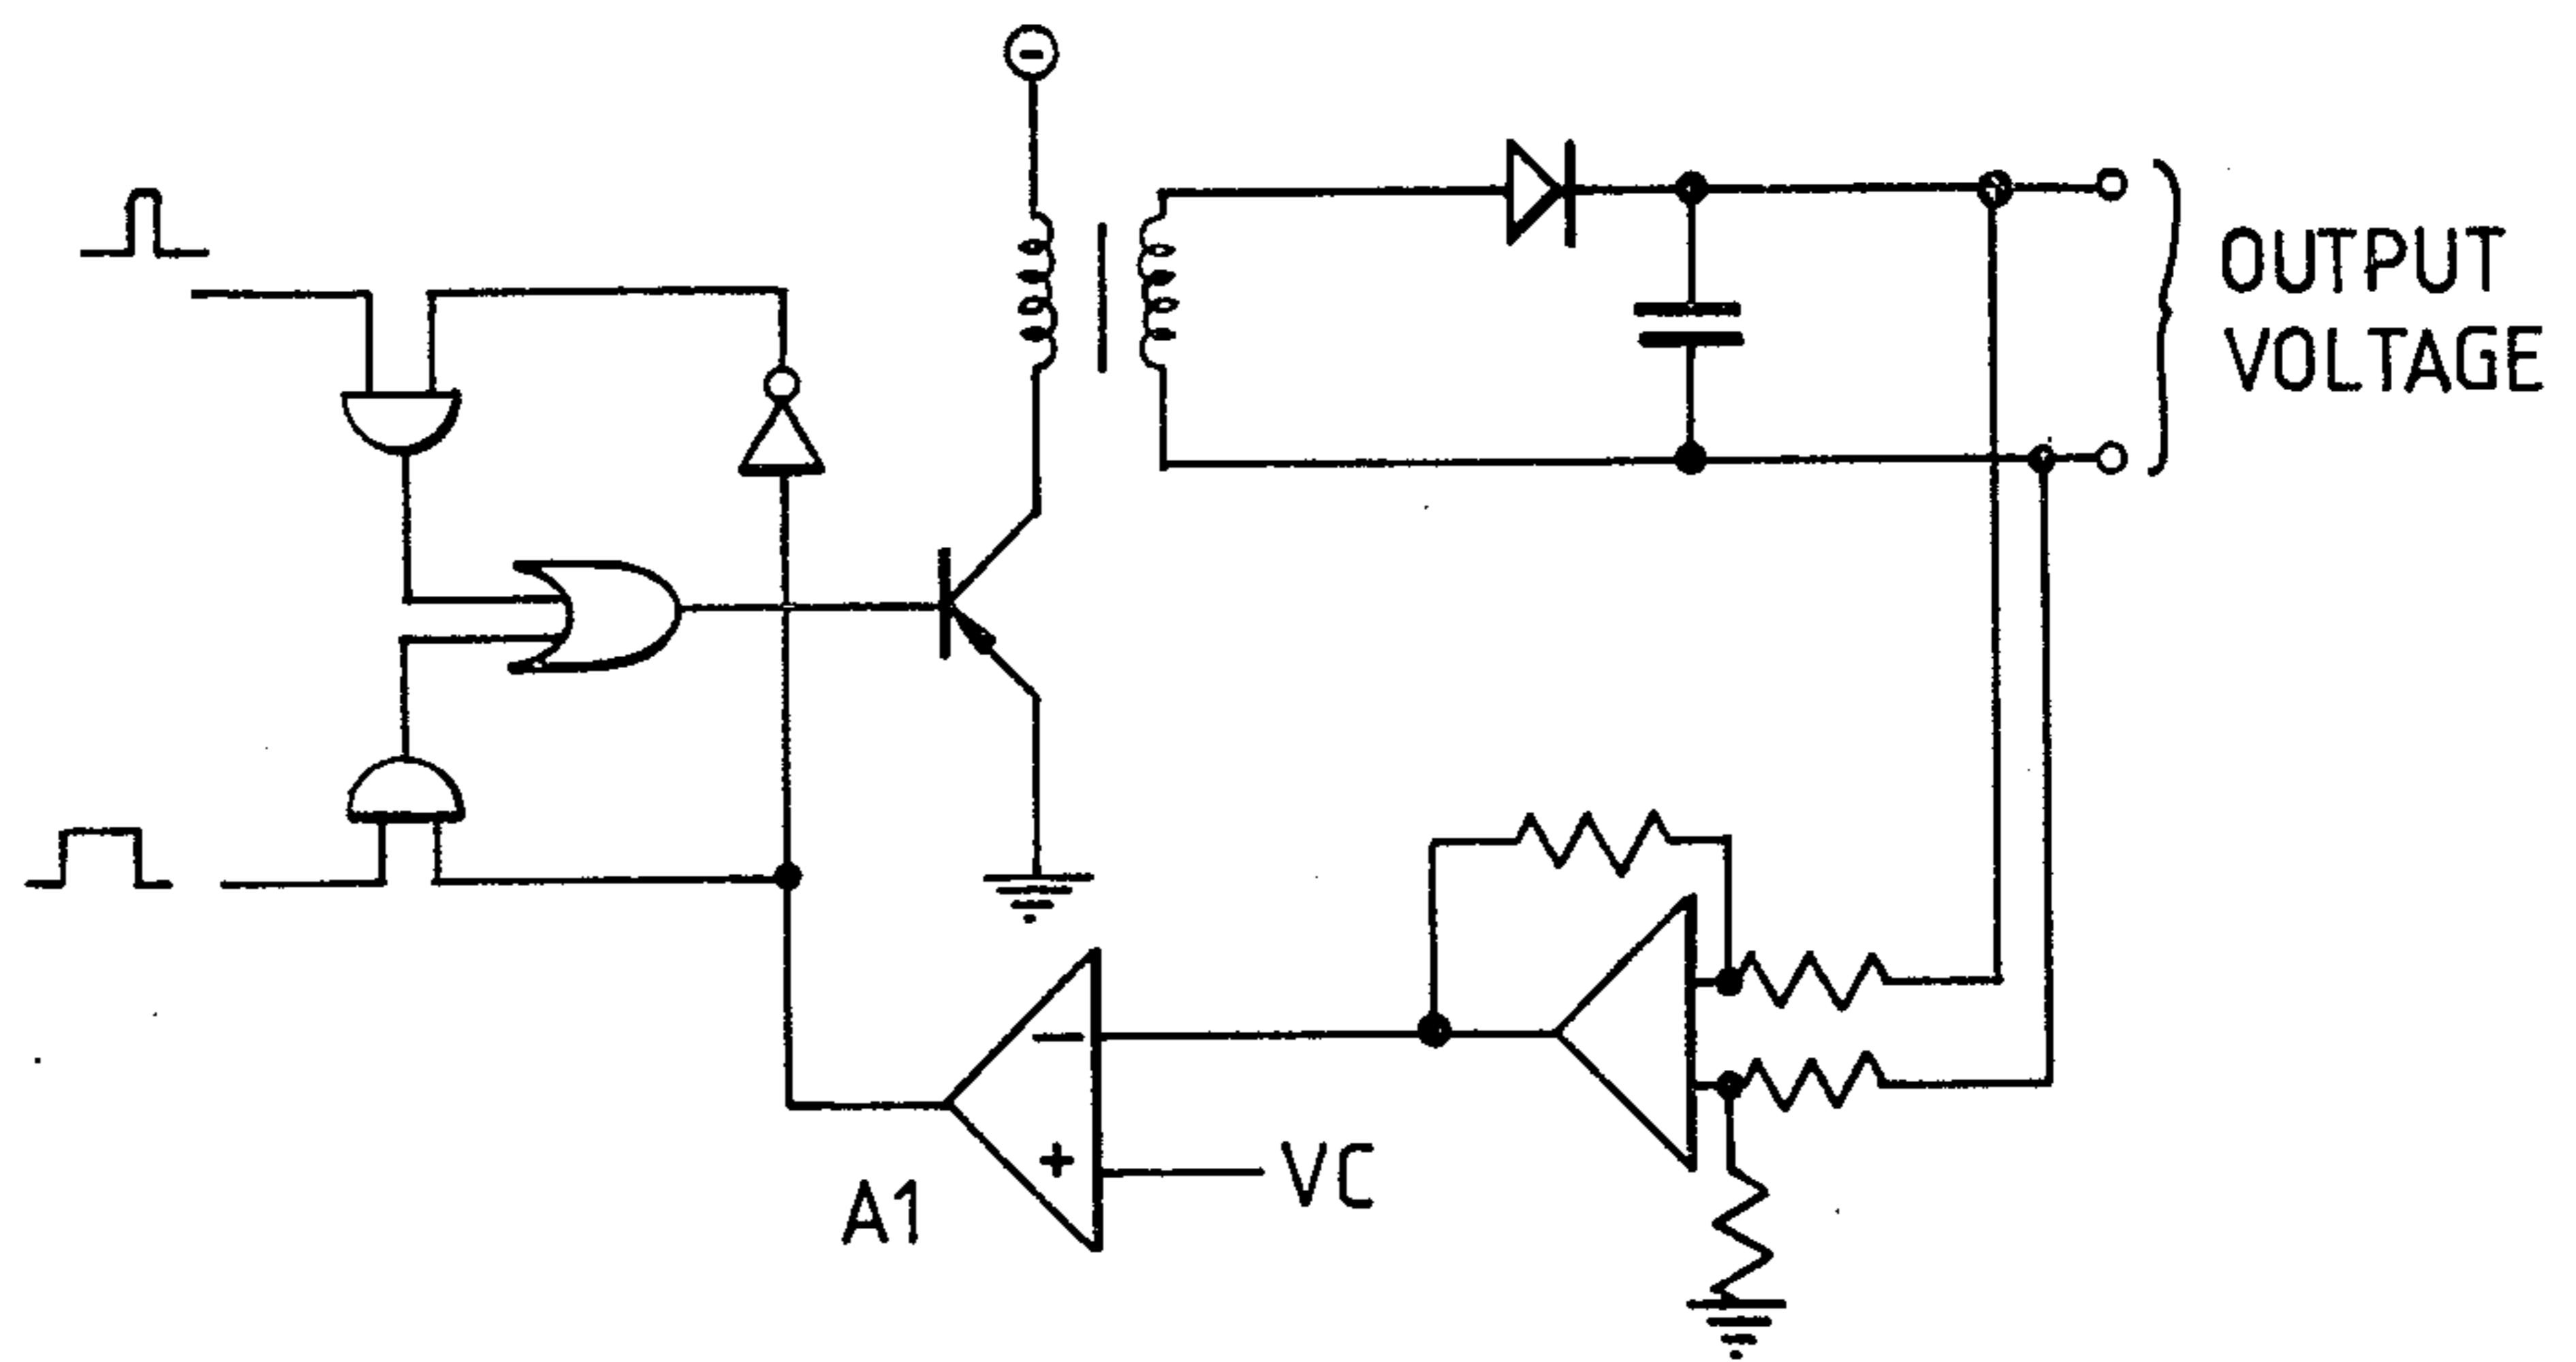 -
OUTPUT
VOLTAGE
-
+
VC
A1